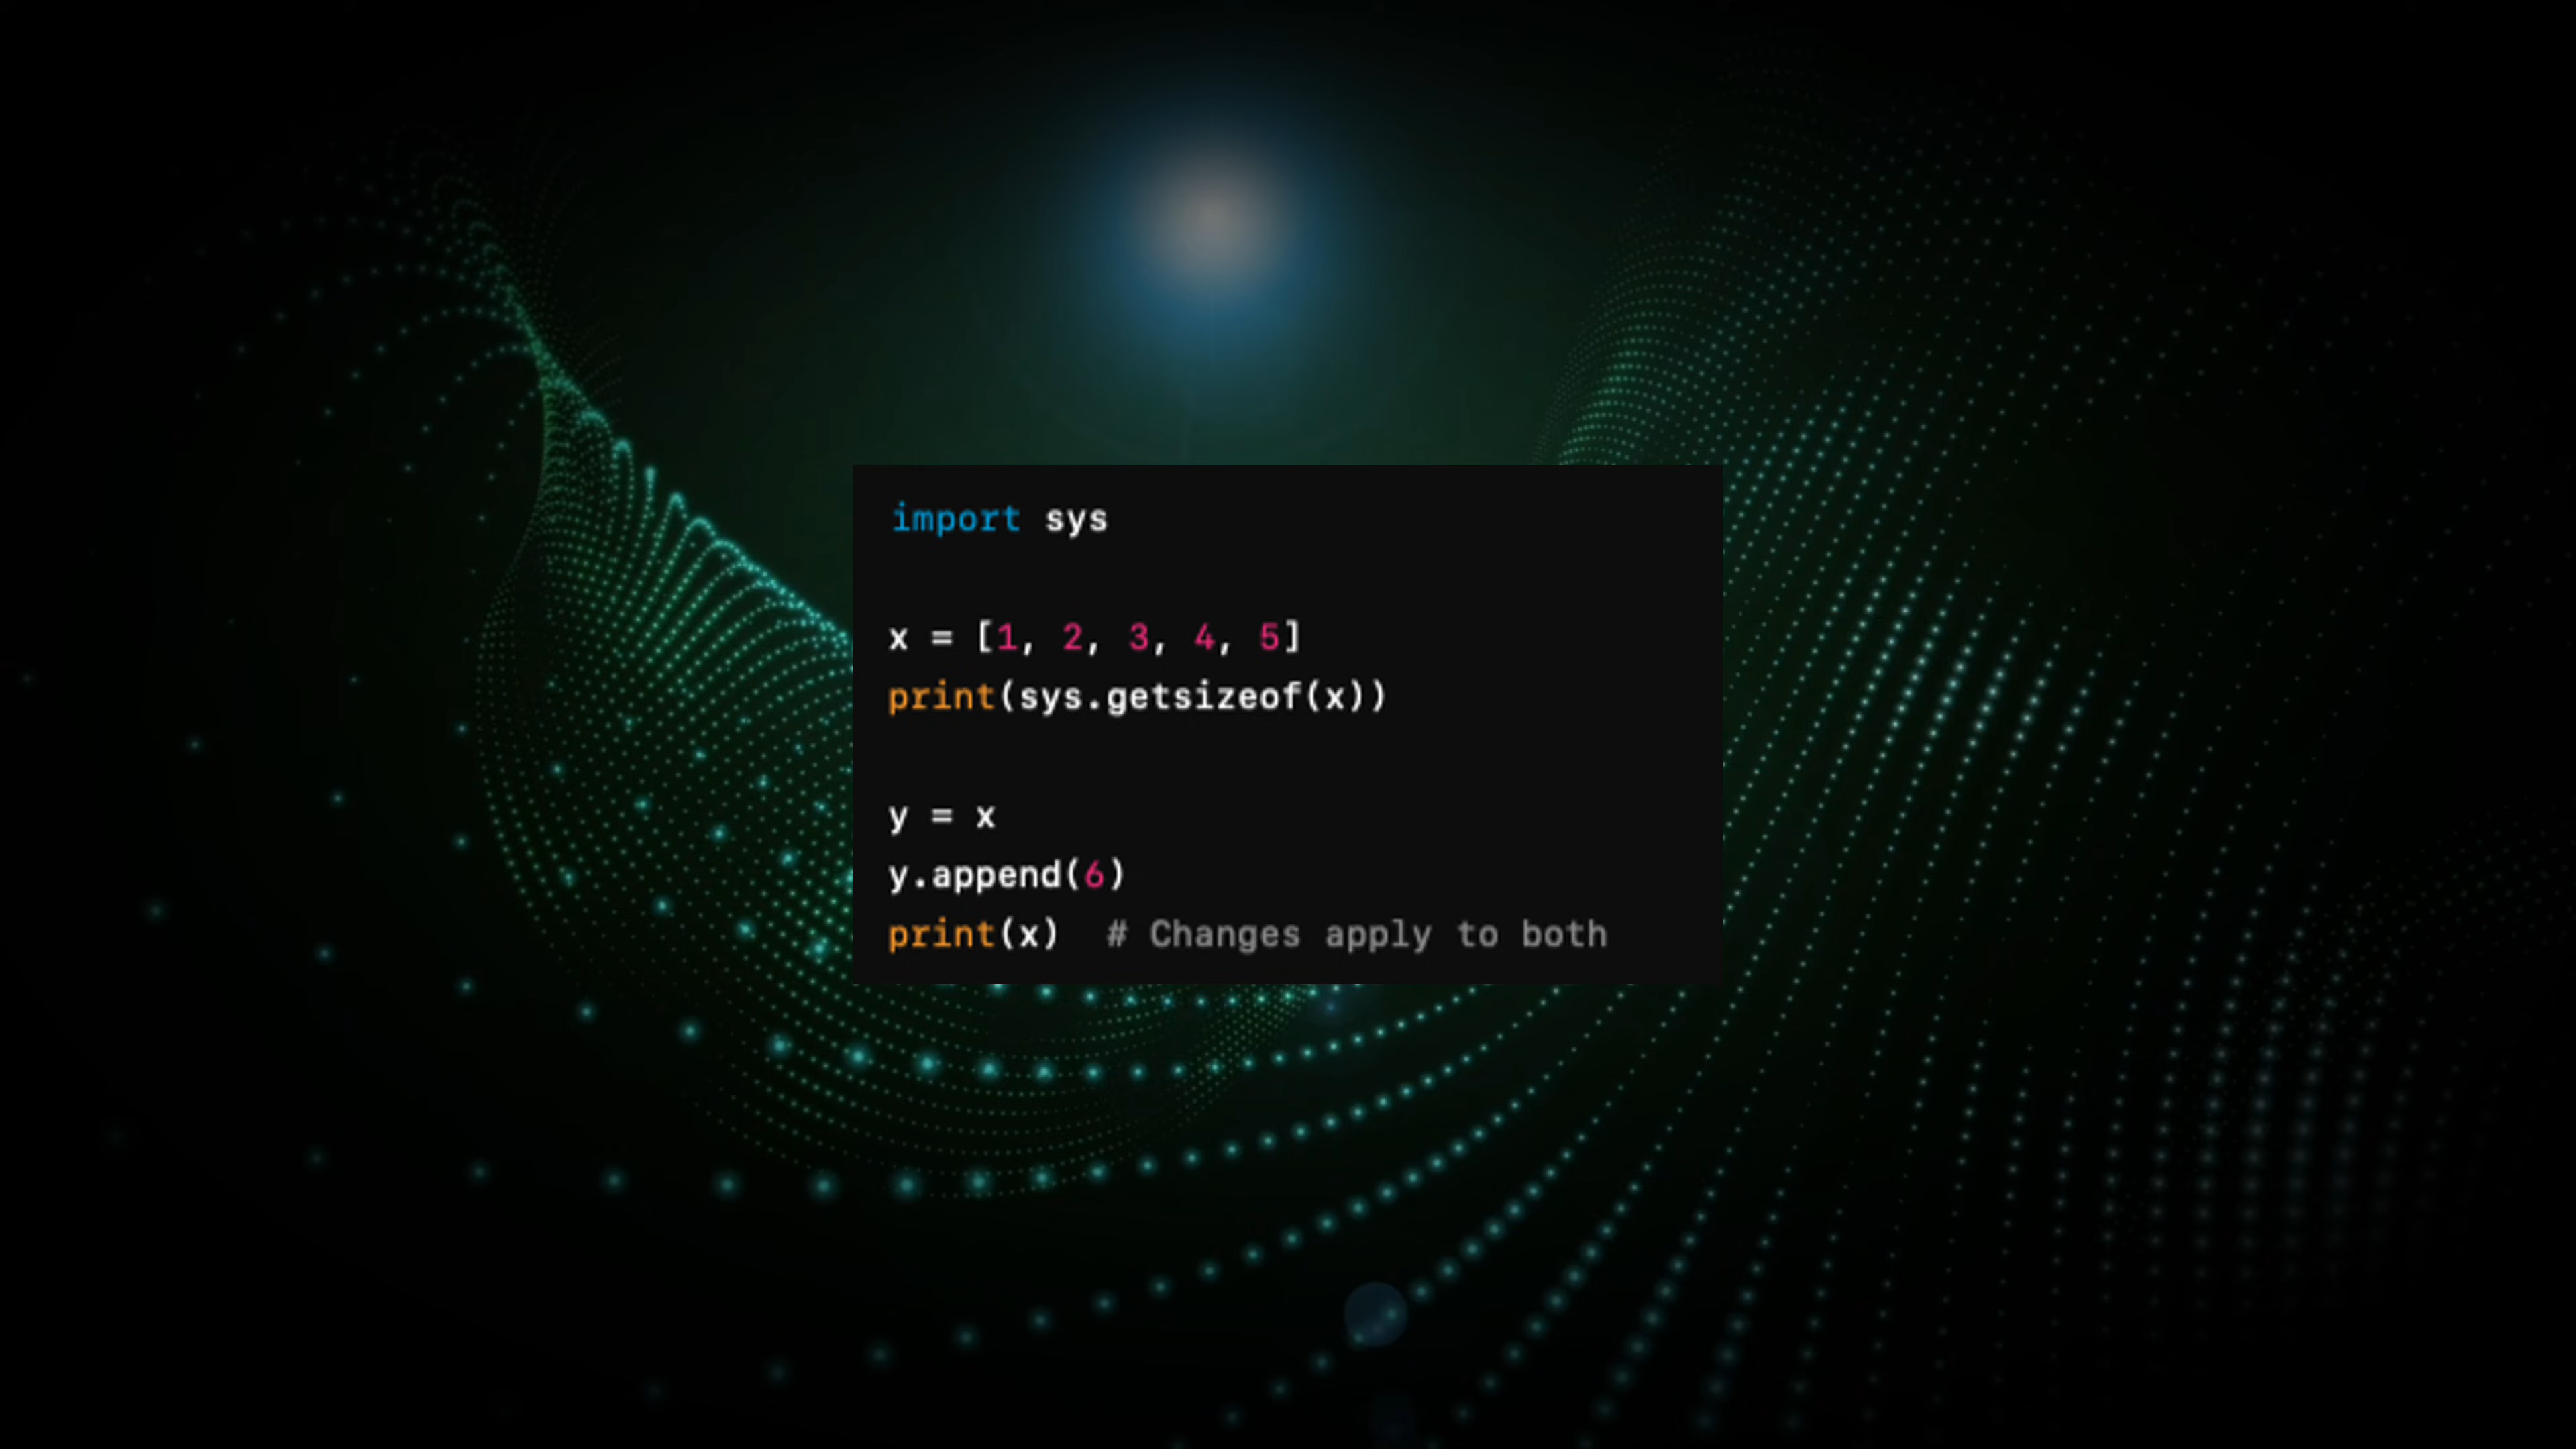 import sys
x = [1, 2, 3, 4, 5]
print(sys.getsizeof(x))
y = x
y.append(6)
print(x)  # Changes apply to both